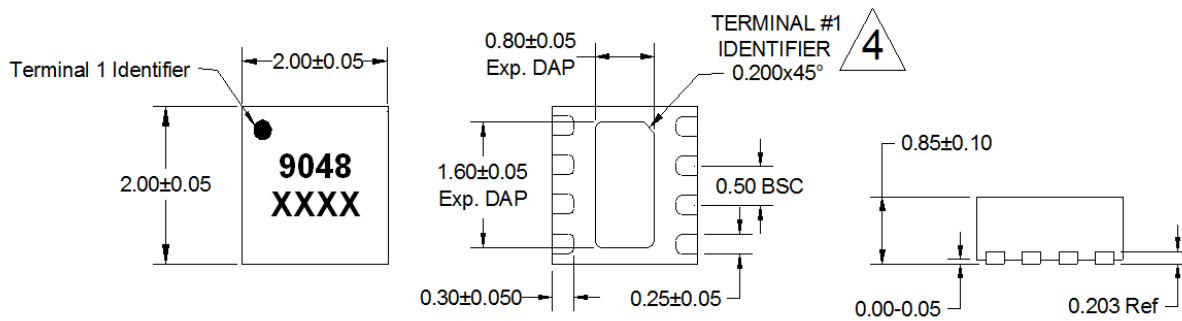 Terminal 1 Identifier
2.00±0.05
2.00±0.05
9048
XXXX
0.80±0.05
Exp. DAP
TERMINAL #1
IDENTIFIER
0.200x45°
4
1.60±0.05
Exp. DAP
0.50 BSC
0.30±0.050
0.25±0.05
0.85±0.10
0.00-0.05
0.203 Ref